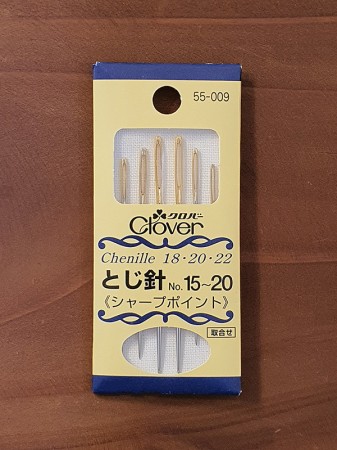 55-009
クロバー
Clover
Chenille 18・20・22
とじ針 No.15~20
《シャープポイント》
取合せ